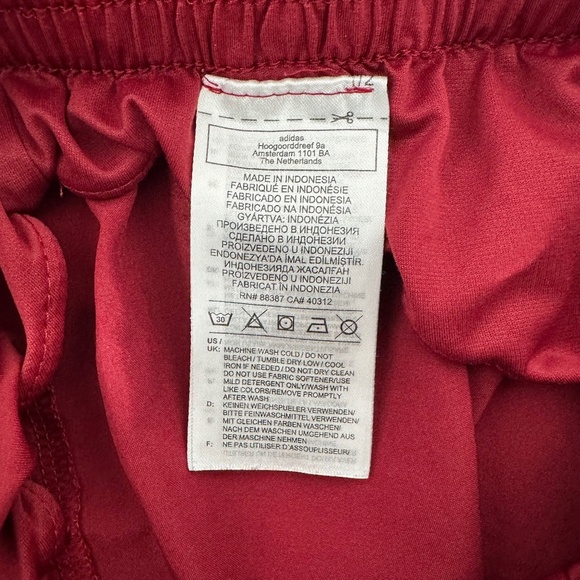 1/2
adidas
Hoogoorddreef 9a
Amsterdam 1101 BA
The Netherlands
MADE IN INDONESIA
FABRIQUÉ EN INDONÉSIE
FABRICADO EN INDONESIA
FABRICADO NA INDONÉSIA
GYÁRTVA: INDONÉZIA
ПРОИЗВЕДЕНО В ИНДОНЕЗИЯ
СДЕЛАНО В ИНДОНЕЗИИ
PROIZVEDENO U INDONEZIJI
ENDONEZYA'DA IMAL EDİLMİŞTİR
ИНДОНЕЗИЯДА ЖАСАЛҒАН
PROIZVEDENO U INDONEZIJI
FABRICAT ÎN INDONEZIA
RN# 88387 CA# 40312
30
US /
UK: MACHINE WASH COLD / DO NOT
BLEACH / TUMBLE DRY LOW / COOL
IRON IF NEEDED / DO NOT DRY CLEAN
DO NOT USE FABRIC SOFTENER/USE
MILD DETERGENT ONLY/WASH WITH
LIKE COLORS/REMOVE PROMPTLY
AFTER WASH
D: KEINEN WEICHSPUELER VERWENDEN/
BITTE FEINWASCHMITTEL VERWENDEN/
MIT GLEICHEN FARBEN WASCHEN/
NACH DEM WASCHEN UMGEHEND AUS
DER MASCHINE NEHMEN
F: NE PAS UTILISER D'ASSOUPLISSEUR/